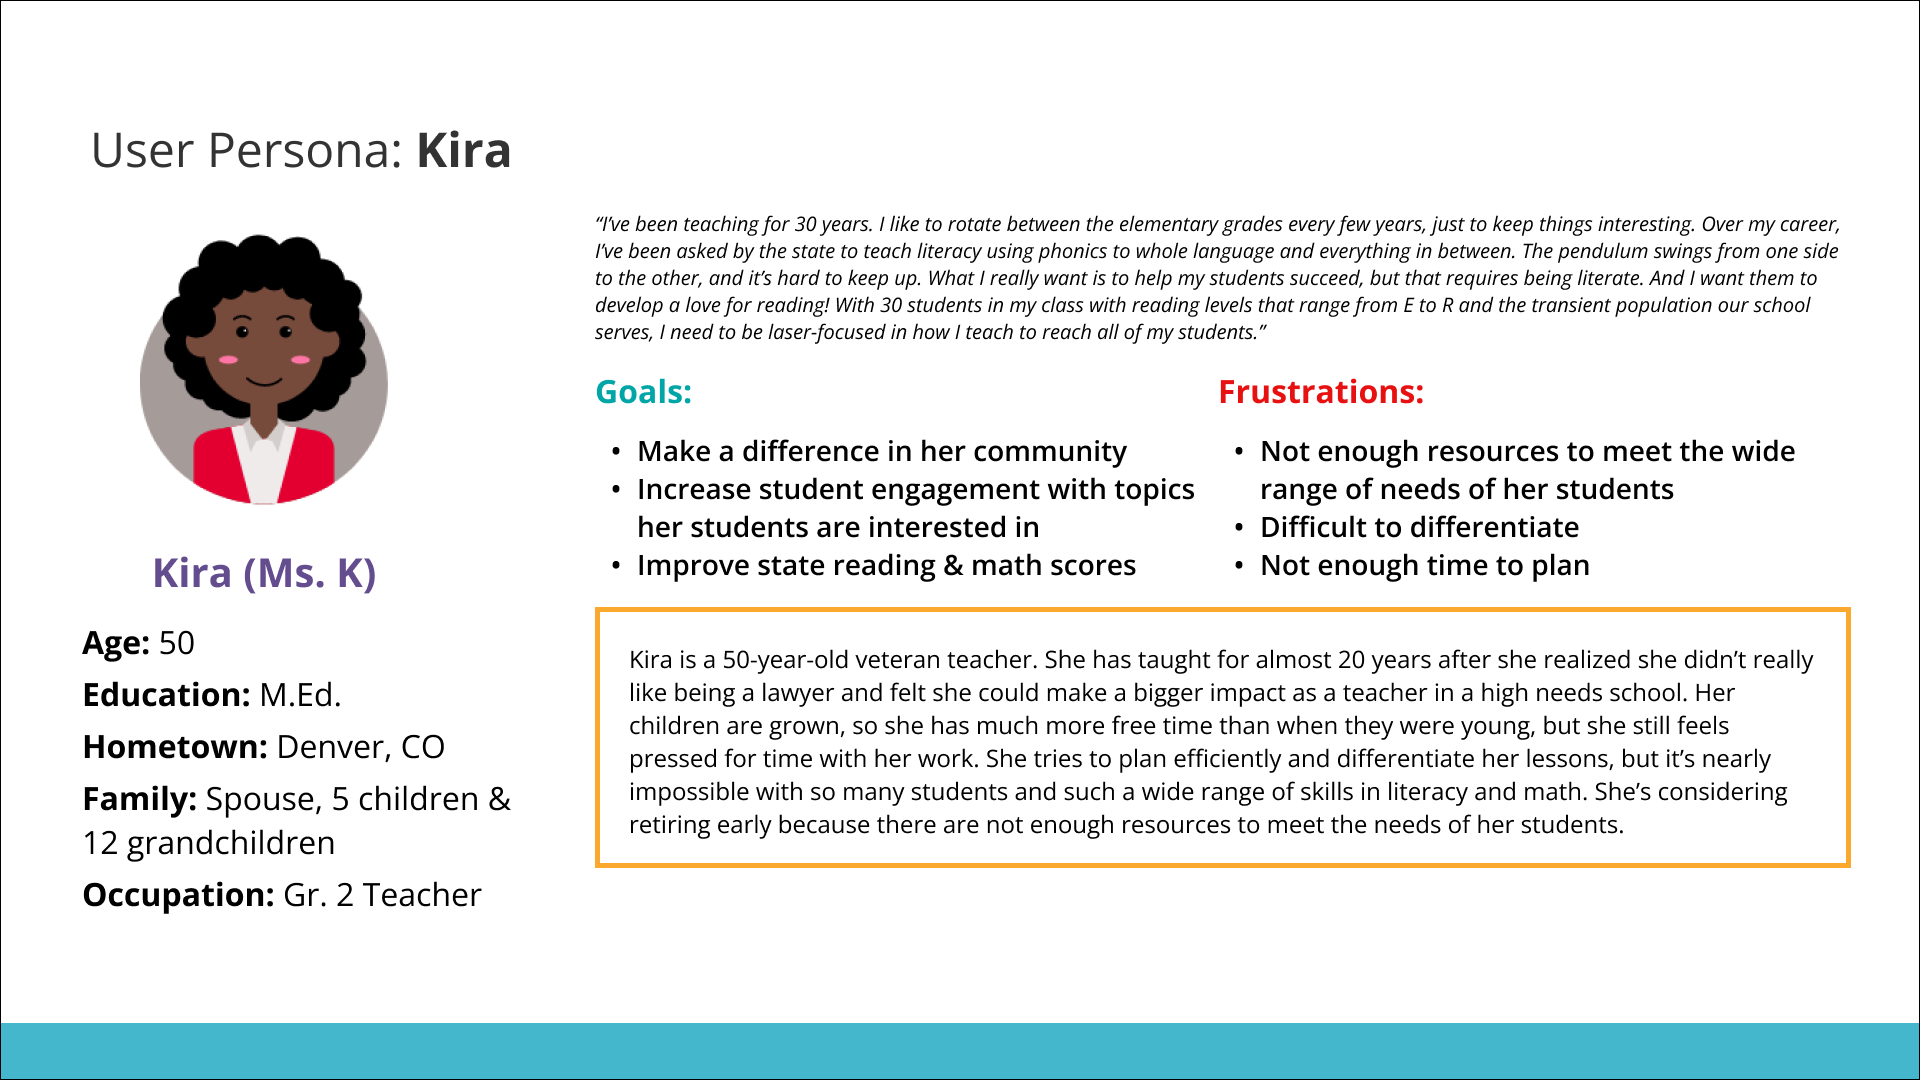 User Persona: Kira
“I’ve been teaching for 30 years. I like to rotate between the elementary grades every few years, just to keep things interesting. Over my career,
I’ve been asked by the state to teach literacy using phonics to whole language and everything in between. The pendulum swings from one side
to the other, and it’s hard to keep up. What I really want is to help my students succeed, but that requires being literate. And I want them to
develop a love for reading! With 30 students in my class with reading levels that range from E to R and the transient population our school
serves, I need to be laser-focused in how I teach to reach all of my students.”
Goals:
• Make a difference in her community
• Increase student engagement with topics
her students are interested in
• Improve state reading & math scores
Frustrations:
• Not enough resources to meet the wide
range of needs of her students
• Difficult to differentiate
• Not enough time to plan
Kira (Ms. K)
Age: 50
Education: M.Ed.
Hometown: Denver, CO
Family: Spouse, 5 children &
12 grandchildren
Occupation: Gr. 2 Teacher
Kira is a 50-year-old veteran teacher. She has taught for almost 20 years after she realized she didn’t really
like being a lawyer and felt she could make a bigger impact as a teacher in a high needs school. Her
children are grown, so she has much more free time than when they were young, but she still feels
pressed for time with her work. She tries to plan efficiently and differentiate her lessons, but it’s nearly
impossible with so many students and such a wide range of skills in literacy and math. She’s considering
retiring early because there are not enough resources to meet the needs of her students.